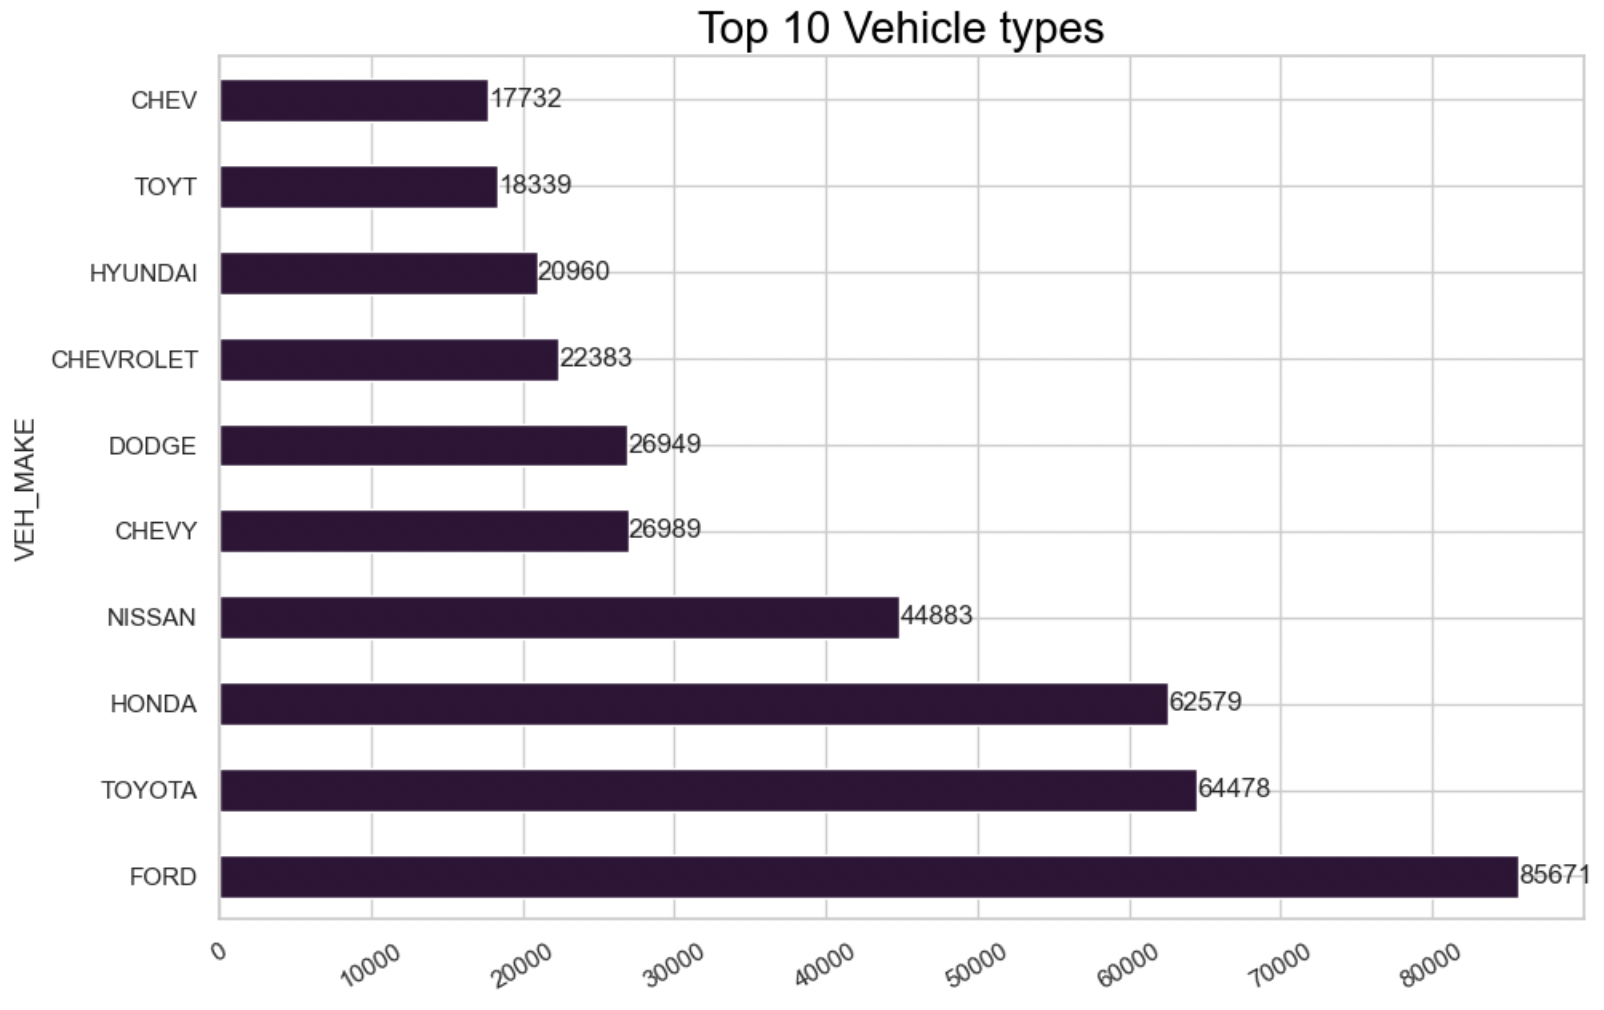 Top 10 Vehicle types
CHEV 17732
TOYT 18339
HYUNDAI 20960
CHEVROLET 22383
DODGE 26949
CHEVY 26989
NISSAN 44883
HONDA 62579
TOYOTA 64478
FORD 85671
VEH_MAKE
0 10000 20000 30000 40000 50000 60000 70000 80000